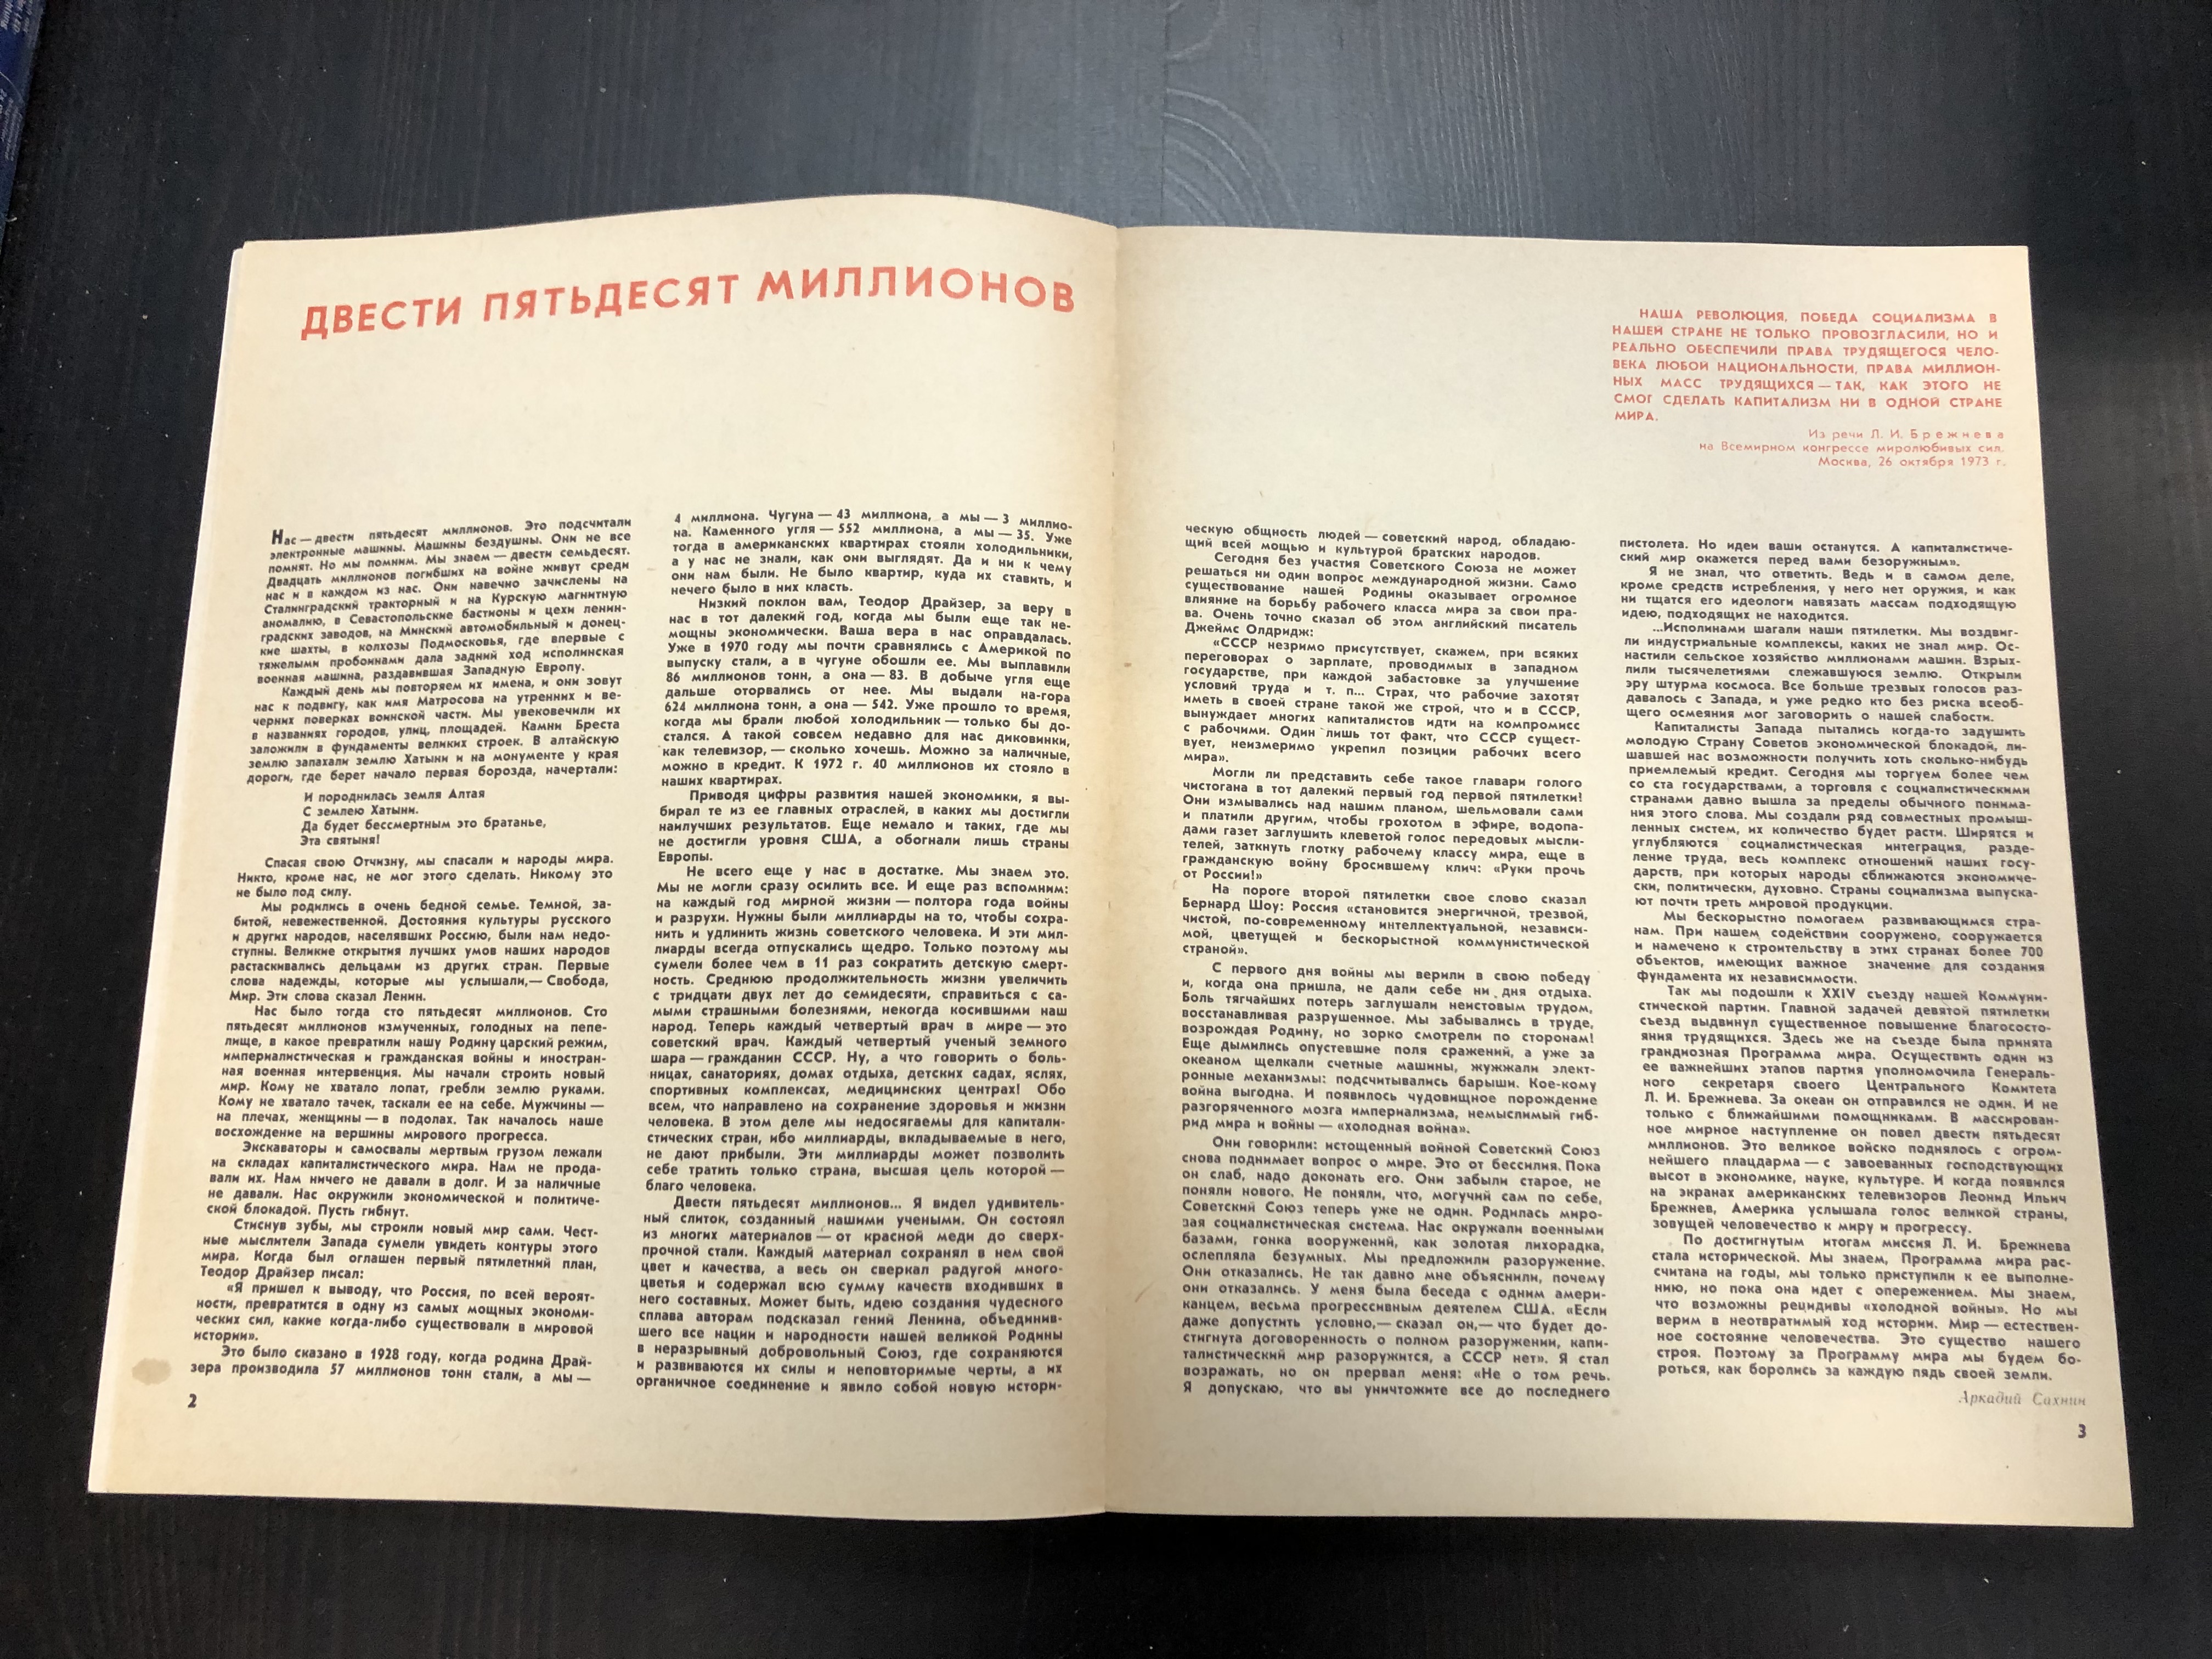 ДВЕСТИ ПЯТЬДЕСЯТ МИЛЛИОНОВ
Нас — двести пятьдесят миллионов. Это подсчитали
электронные машины. Машины бездушны. Они не все
помнят. Но мы помним. Мы знаем — двести семьдесят.
Двадцать миллионов погибших на войне живут среди
нас и в каждом из нас. Они навечно зачислены на
Сталинградский тракторный и на Курскую магнитную
аномалию, в Севастопольские бастионы и цехи ленин-
градских заводов, на Минский автомобильный и донец-
кие шахты, в колхозы Подмосковья, где впервые с
тяжелыми пробоинами дала задний ход исполинская
военная машина, раздавившая Западную Европу.
Каждый день мы повторяем их имена, и они зовут
нас к подвигу, как имя Матросова на утренних и ве-
черних поверках воинской части. Мы увековечили их
в названиях городов, улиц, площадей. Камни Бреста
заложили в фундаменты великих строек. В алтайскую
землю запахали землю Хатыни и на монументе у края
дороги, где берет начало первая борозда, начертали:
И породнилась земля Алтая
С землею Хатыни.
Да будет бессмертным это братанье,
Эта святыня!
Спасая свою Отчизну, мы спасали и народы мира.
Никто, кроме нас, не мог этого сделать. Никому это
не было под силу.
Мы родились в очень бедной семье. Темной, за-
битой, невежественной. Достояния культуры русского
и других народов, населявших Россию, были нам недо-
ступны. Великие открытия лучших умов наших народов
растаскивались дельцами из других стран. Первые
слова надежды, которые мы услышали,— Свобода,
Мир. Эти слова сказал Ленин.
Нас было тогда сто пятьдесят миллионов. Сто
пятьдесят миллионов измученных, голодных на пепе-
лище, в какое превратили нашу Родину царский режим,
империалистическая и гражданская войны и иностран-
ная военная интервенция. Мы начали строить новый
мир. Кому не хватало лопат, гребли землю руками.
Кому не хватало тачек, таскали ее на себе. Мужчины —
на плечах, женщины — в подолах. Так началось наше
восхождение на вершины мирового прогресса.
Экскаваторы и самосвалы мертвым грузом лежали
на складах капиталистического мира. Нам не прода-
вали их. Нам ничего не давали в долг. И за наличные
не давали. Нас окружили экономической и политиче-
ской блокадой. Пусть гибнут.
Стиснув зубы, мы строили новый мир сами. Чест-
ные мыслители Запада сумели увидеть контуры этого
мира. Когда был оглашен первый пятилетний план,
Теодор Драйзер писал:
«Я пришел к выводу, что Россия, по всей вероят-
ности, превратится в одну из самых мощных экономи-
ческих сил, какие когда-либо существовали в мировой
истории».
Это было сказано в 1928 году, когда родина Драй-
зера производила 57 миллионов тонн стали, а мы —
2
4 миллиона. Чугуна — 43 миллиона, а мы — 3 миллио-
на. Каменного угля — 552 миллиона, а мы — 35. Уже
тогда в американских квартирах стояли холодильники,
а у нас не знали, как они выглядят. Да и ни к чему
они нам были. Не было квартир, куда их ставить, и
нечего было в них класть.
Низкий поклон вам, Теодор Драйзер, за веру в
нас в тот далекий год, когда мы были еще так не-
мощны экономически. Ваша вера в нас оправдалась.
Уже в 1970 году мы почти сравнялись с Америкой по
выпуску стали, а в чугуне обошли ее. Мы выплавили
86 миллионов тонн, а она — 83. В добыче угля еще
дальше оторвались от нее. Мы выдали на-гора
624 миллиона тонн, а она — 542. Уже прошло то время,
когда мы брали любой холодильник — только бы до-
стался. А такой совсем недавно для нас диковинки,
как телевизор, — сколько хочешь. Можно за наличные,
можно в кредит. К 1972 г. 40 миллионов их стояло в
наших квартирах.
Приводя цифры развития нашей экономики, я вы-
бирал те из ее главных отраслей, в каких мы достигли
наилучших результатов. Еще немало и таких, где мы
не достигли уровня США, а обогнали лишь страны
Европы.
Не всего еще у нас в достатке. Мы знаем это.
Мы не могли сразу осилить все. И еще раз вспомним:
на каждый год мирной жизни — полтора года войны
и разрухи. Нужны были миллиарды на то, чтобы сохра-
нить и удлинить жизнь советского человека. И эти мил-
лиарды всегда отпускались щедро. Только поэтому мы
сумели более чем в 11 раз сократить детскую смерт-
ность. Среднюю продолжительность жизни увеличить
с тридцати двух лет до семидесяти, справиться с са-
мыми страшными болезнями, некогда косившими наш
народ. Теперь каждый четвертый врач в мире — это
советский врач. Каждый четвертый ученый земного
шара — гражданин СССР. Ну, а что говорить о боль-
ницах, санаториях, домах отдыха, детских садах, яслях,
спортивных комплексах, медицинских центрах! Обо
всем, что направлено на сохранение здоровья и жизни
человека. В этом деле мы недосягаемы для капитали-
стических стран, ибо миллиарды, вкладываемые в него,
не дают прибыли. Эти миллиарды может позволить
себе тратить только страна, высшая цель которой —
благо человека.
Двести пятьдесят миллионов... Я видел удивитель-
ный слиток, созданный нашими учеными. Он состоял
из многих материалов — от красной меди до сверх-
прочной стали. Каждый материал сохранял в нем свой
цвет и качества, а весь он сверкал радугой много-
цветья и содержал всю сумму качеств входивших в
него составных. Может быть, идею создания чудесного
сплава авторам подсказал гений Ленина, объединив-
шего все нации и народности нашей великой Родины
в неразрывный добровольный Союз, где сохраняются
и развиваются их силы и неповторимые черты, а их
органичное соединение и явило собой новую истори-
НАША РЕВОЛЮЦИЯ, ПОБЕДА СОЦИАЛИЗМА В
НАШЕЙ СТРАНЕ НЕ ТОЛЬКО ПРОВОЗГЛАСИЛИ, НО И
РЕАЛЬНО ОБЕСПЕЧИЛИ ПРАВА ТРУДЯЩЕГОСЯ ЧЕЛО-
ВЕКА ЛЮБОЙ НАЦИОНАЛЬНОСТИ, ПРАВА МИЛЛИОН-
НЫХ МАСС ТРУДЯЩИХСЯ — ТАК, КАК ЭТОГО НЕ
СМОГ СДЕЛАТЬ КАПИТАЛИЗМ НИ В ОДНОЙ СТРАНЕ
МИРА.
Из речи Л. И. Брежнева
на Всемирном конгрессе миролюбивых сил.
Москва, 26 октября 1973 г.
ческую общность людей — советский народ, обладаю-
щий всей мощью и культурой братских народов.
Сегодня без участия Советского Союза не может
решаться ни один вопрос международной жизни. Само
существование нашей Родины оказывает огромное
влияние на борьбу рабочего класса мира за свои пра-
ва. Очень точно сказал об этом английский писатель
Джеймс Олдридж:
«СССР незримо присутствует, скажем, при всяких
переговорах о зарплате, проводимых в западном
государстве, при каждой забастовке за улучшение
условий труда и т. п... Страх, что рабочие захотят
иметь в своей стране такой же строй, что и в СССР,
вынуждает многих капиталистов идти на компромисс
с рабочими. Один лишь тот факт, что СССР сущест-
вует, неизмеримо укрепил позиции рабочих всего
мира».
Могли ли представить себе такое главари голого
чистогана в тот далекий первый год первой пятилетки!
Они измывались над нашим планом, шельмовали сами
и платили другим, чтобы грохотом в эфире, водопа-
дами газет заглушить клеветой голос передовых мысли-
телей, заткнуть глотку рабочему классу мира, еще в
гражданскую войну бросившему клич: «Руки прочь
от России!»
На пороге второй пятилетки свое слово сказал
Бернард Шоу: Россия «становится энергичной, трезвой,
чистой, по-современному интеллектуальной, независи-
мой, цветущей и бескорыстной коммунистической
страной».
С первого дня войны мы верили в свою победу
и, когда она пришла, не дали себе ни дня отдыха.
Боль тягчайших потерь заглушали неистовым трудом,
восстанавливая разрушенное. Мы забывались в труде,
возрождая Родину, но зорко смотрели по сторонам!
Еще дымились опустевшие поля сражений, а уже за
океаном щелкали счетные машины, жужжали элект-
ронные механизмы: подсчитывались барыши. Кое-кому
война выгодна. И появилось чудовищное порождение
разгоряченного мозга империализма, немыслимый гиб-
рид мира и войны — «холодная война».
Они говорили: истощенный войной Советский Союз
снова поднимает вопрос о мире. Это от бессилия. Пока
он слаб, надо доконать его. Они забыли старое, не
поняли нового. Не поняли, что, могучий сам по себе,
Советский Союз теперь уже не один. Родилась миро-
вая социалистическая система. Нас окружали военными
базами, гонка вооружений, как золотая лихорадка,
ослепляла безумных. Мы предложили разоружение.
Они отказались. Не так давно мне объяснили, почему
они отказались. У меня была беседа с одним амери-
канцем, весьма прогрессивным деятелем США. «Если
даже допустить условно,— сказал он,— что будет до-
стигнута договоренность о полном разоружении, капи-
талистический мир разоружится, а СССР нет». Я стал
возражать, но он прервал меня: «Не о том речь.
Я допускаю, что вы уничтожите все до последнего
пистолета. Но идеи ваши останутся. А капиталистиче-
ский мир окажется перед вами безоружным».
Я не знал, что ответить. Ведь и в самом деле,
кроме средств истребления, у него нет оружия, и как
ни тщатся его идеологи навязать массам подходящую
идею, подходящих не находится.
...Исполинами шагали наши пятилетки. Мы воздвиг-
ли индустриальные комплексы, каких не знал мир. Ос-
настили сельское хозяйство миллионами машин. Взрых-
лили тысячелетиями слежавшуюся землю. Открыли
эру штурма космоса. Все больше трезвых голосов раз-
давалось с Запада, и уже редко кто без риска всеоб-
щего осмеяния мог заговорить о нашей слабости.
Капиталисты Запада пытались когда-то задушить
молодую Страну Советов экономической блокадой, ли-
шавшей нас возможности получить хоть сколько-нибудь
приемлемый кредит. Сегодня мы торгуем более чем
со ста государствами, а торговля с социалистическими
странами давно вышла за пределы обычного понима-
ния этого слова. Мы создали ряд совместных промыш-
ленных систем, их количество будет расти. Ширятся и
углубляются социалистическая интеграция, разде-
ление труда, весь комплекс отношений наших госу-
дарств, при которых народы сближаются экономиче-
ски, политически, духовно. Страны социализма выпуска-
ют почти треть мировой продукции.
Мы бескорыстно помогаем развивающимся стра-
нам. При нашем содействии сооружено, сооружается
и намечено к строительству в этих странах более 700
объектов, имеющих важное значение для создания
фундамента их независимости.
Так мы подошли к XXIV съезду нашей Коммуни-
стической партии. Главной задачей девятой пятилетки
съезд выдвинул существенное повышение благососто-
яния трудящихся. Здесь же на съезде была принята
грандиозная Программа мира. Осуществить один из
ее важнейших этапов партия уполномочила Генераль-
ного секретаря своего Центрального Комитета
Л. И. Брежнева. За океан он отправился не один. И не
только с ближайшими помощниками. В массирован-
ное мирное наступление он повел двести пятьдесят
миллионов. Это великое войско поднялось с огром-
нейшего плацдарма — с завоеванных господствующих
высот в экономике, науке, культуре. И когда появился
на экранах американских телевизоров Леонид Ильич
Брежнев, Америка услышала голос великой страны,
зовущей человечество к миру и прогрессу.
По достигнутым итогам миссия Л. И. Брежнева
стала исторической. Мы знаем, Программа мира рас-
считана на годы, мы только приступили к ее выполне-
нию, но пока она идет с опережением. Мы знаем,
что возможны рецидивы «холодной войны». Но мы
верим в неотвратимый ход истории. Мир — естествен-
ное состояние человечества. Это существо нашего
строя. Поэтому за Программу мира мы будем бо-
роться, как боролись за каждую пядь своей земли.
Аркадий Сахнин
3